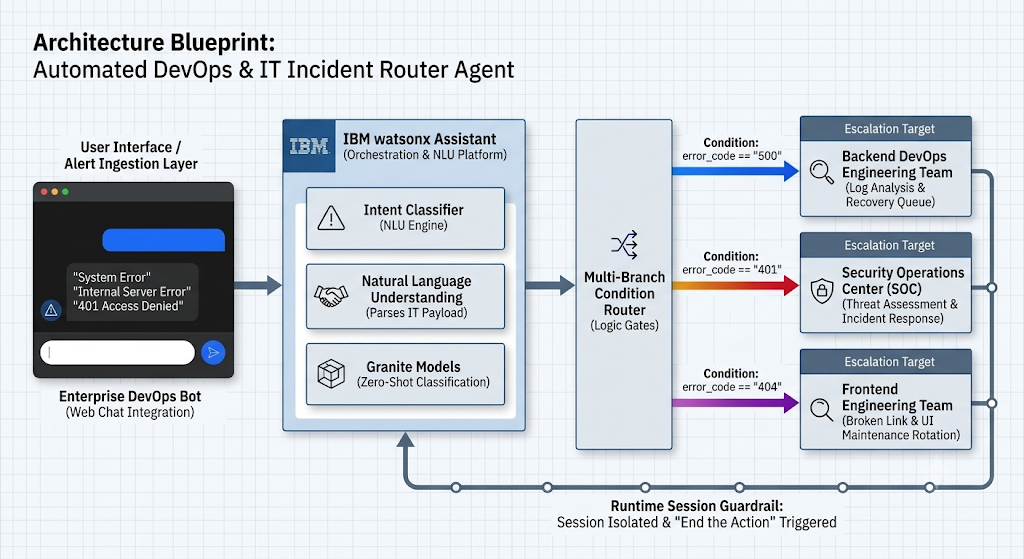 Architecture Blueprint:
Automated DevOps & IT Incident Router Agent
User Interface /
Alert Ingestion Layer
"System Error"
"Internal Server Error"
"401 Access Denied"
Enterprise DevOps Bot
(Web Chat Integration)
IBM
IBM watsonx Assistant
(Orchestration & NLU Platform)
Intent Classifier
(NLU Engine)
Natural Language
Understanding
(Parses IT Payload)
Granite Models
(Zero-Shot Classification)
Multi-Branch
Condition
Router
(Logic Gates)
Condition:
error_code == "500"
Escalation Target
Backend DevOps
Engineering Team
(Log Analysis &
Recovery Queue)
Condition:
error_code == "401"
Escalation Target
Security Operations
Center (SOC)
(Threat Assessment &
Incident Response)
Condition:
error_code == "404"
Escalation Target
Frontend
Engineering Team
(Broken Link & UI
Maintenance Rotation)
Runtime Session Guardrail:
Session Isolated & "End the Action" Triggered